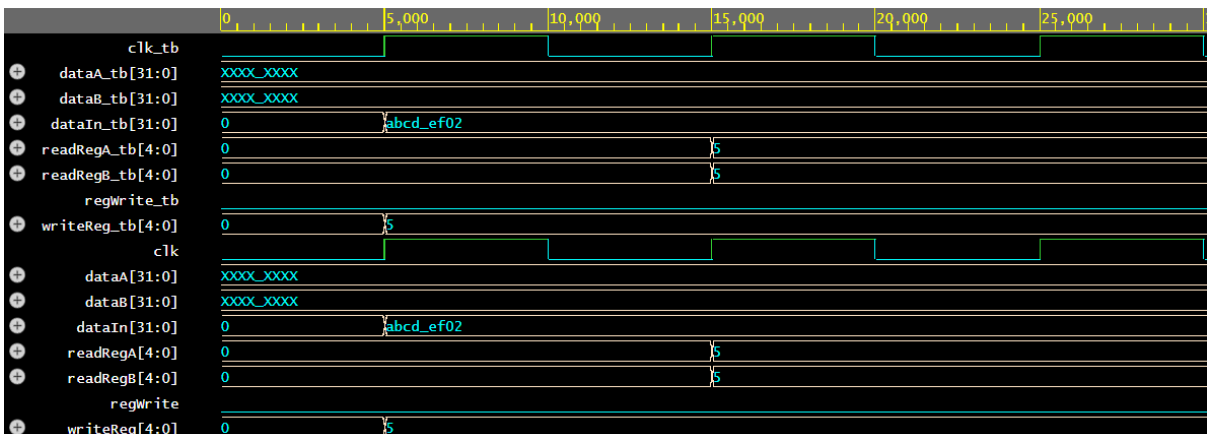 0 5,000 10,000 15,000 20,000 25,000
clk_tb
dataA_tb[31:0] XXXX_XXXX
dataB_tb[31:0] XXXX_XXXX
dataIn_tb[31:0] 0 abcd_ef02
readRegA_tb[4:0] 0 5
readRegB_tb[4:0] 0 5
regWrite_tb
writeReg_tb[4:0] 0 5
clk
dataA[31:0] XXXX_XXXX
dataB[31:0] XXXX_XXXX
dataIn[31:0] 0 abcd_ef02
readRegA[4:0] 0 5
readRegB[4:0] 0 5
regWrite
writeReg[4:0] 0 5